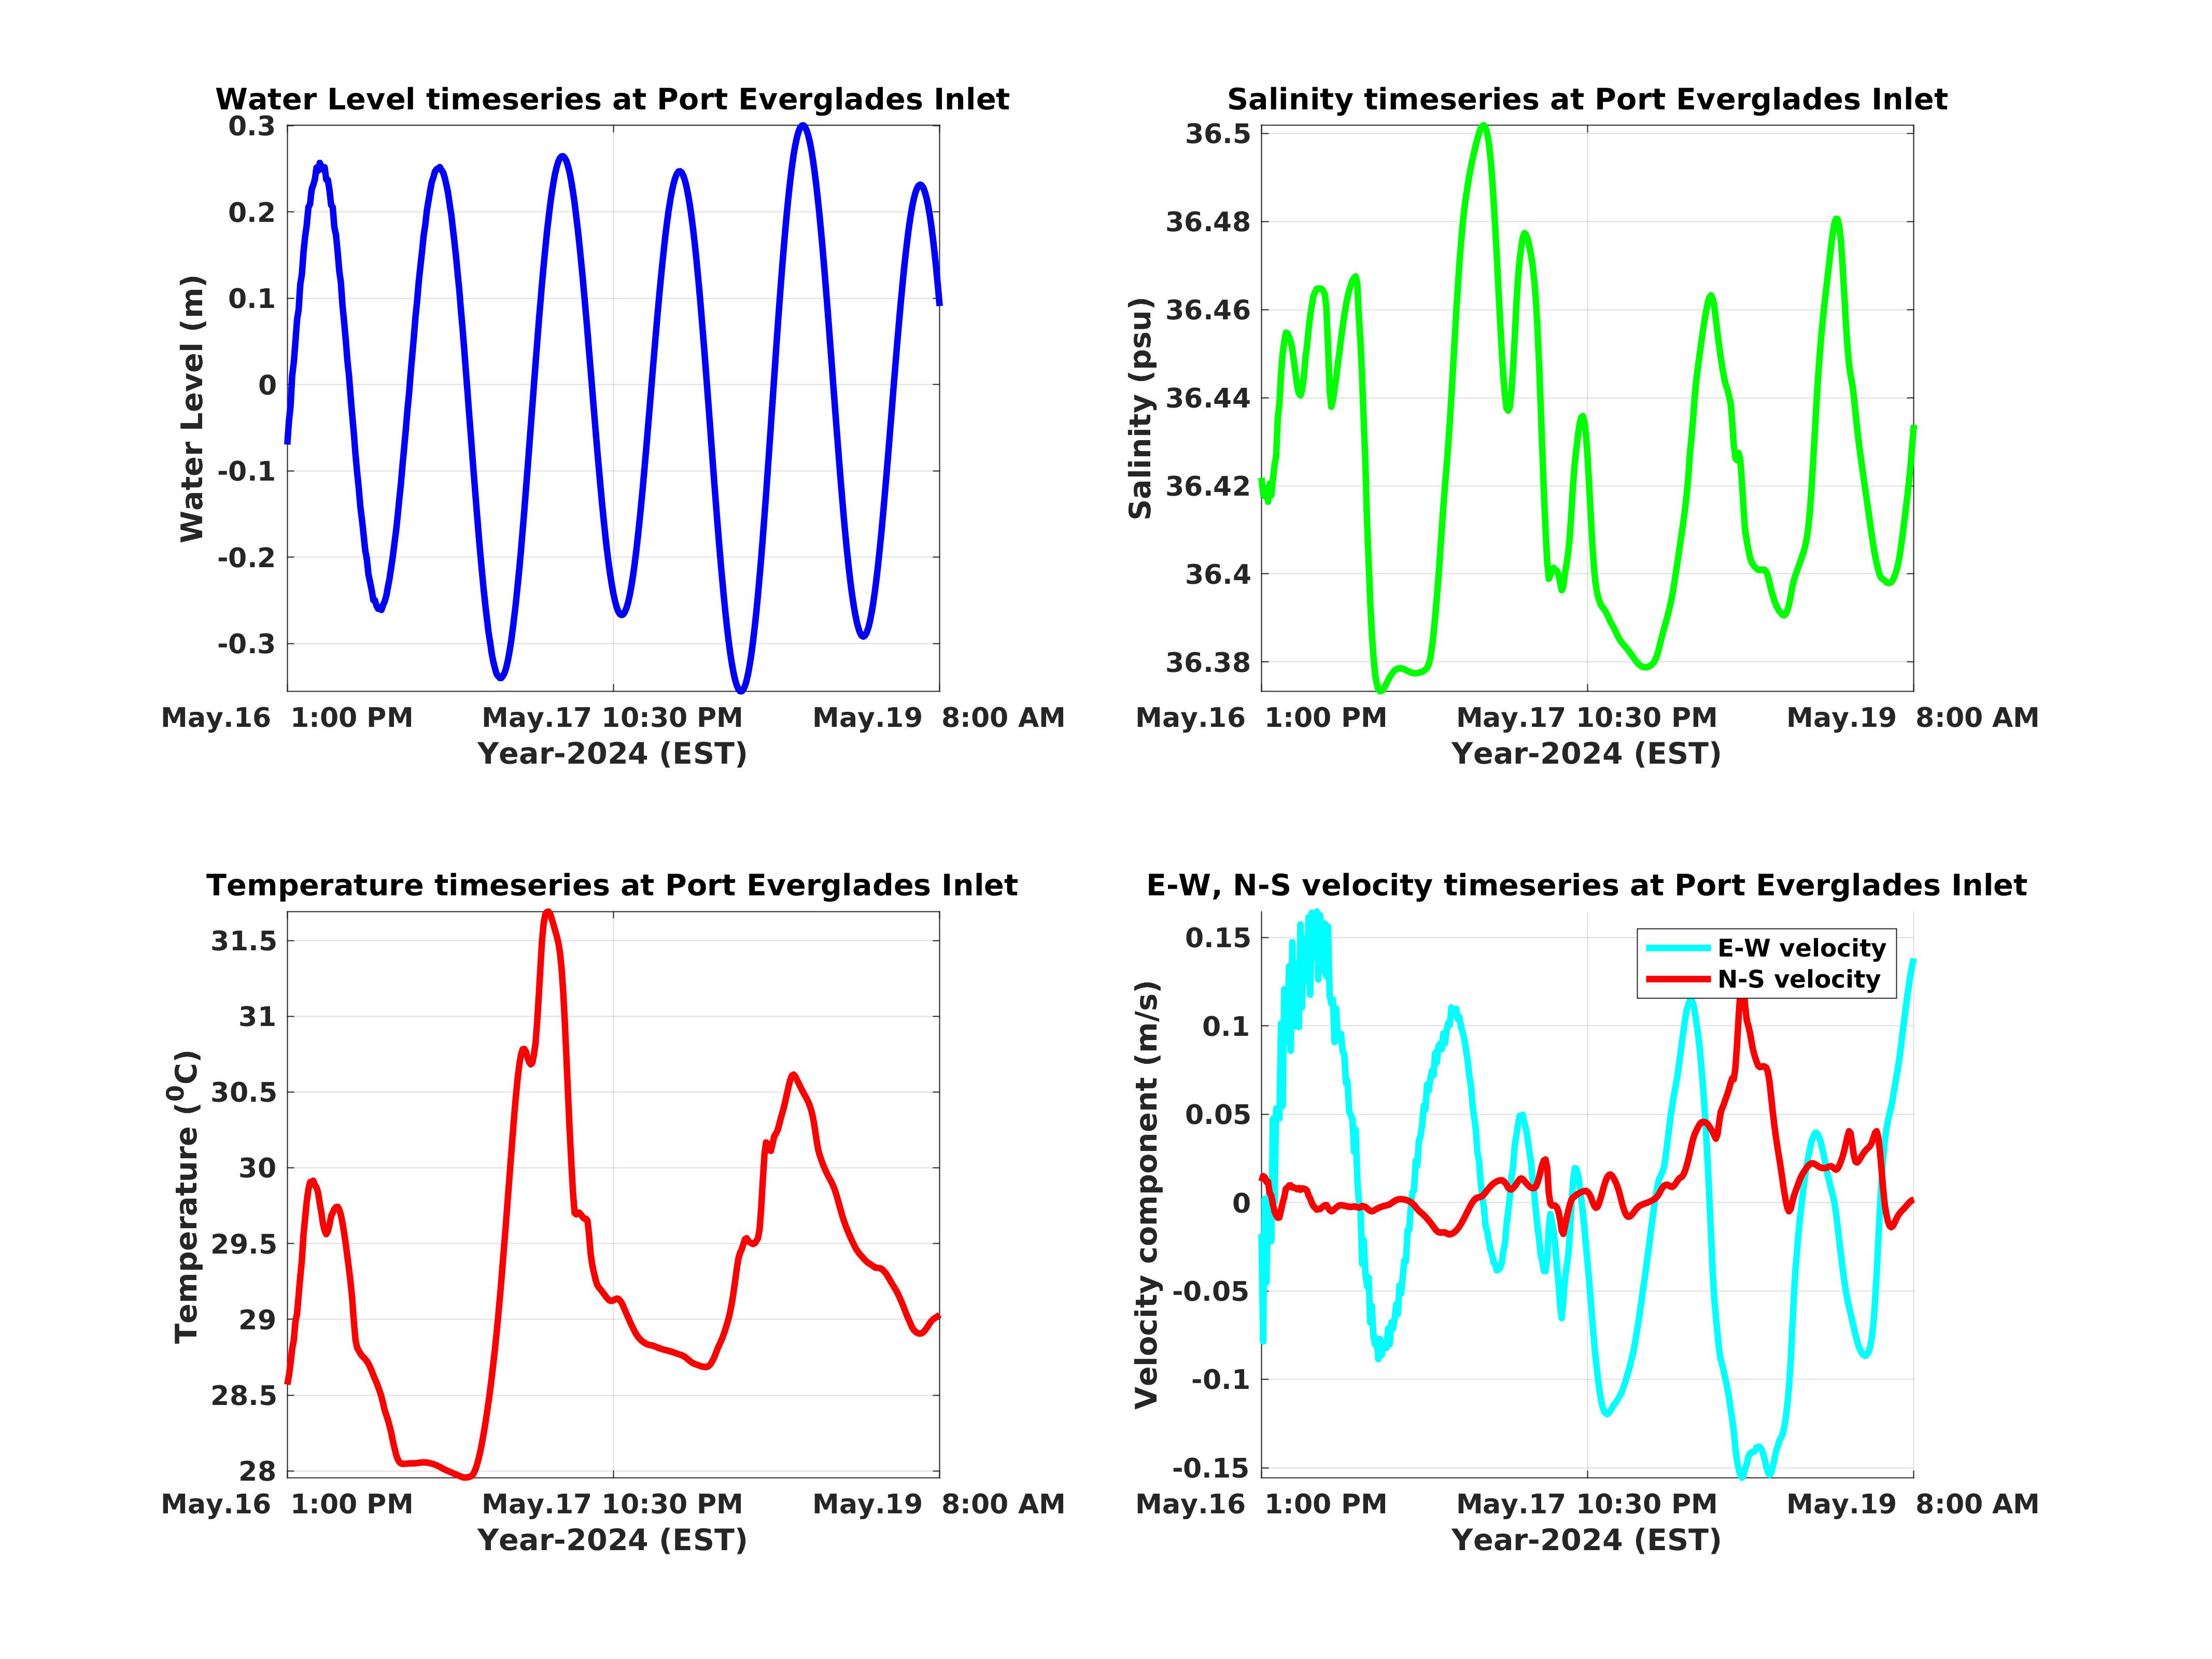 Water Level timeseries at Port Everglades Inlet
0.3
0.2
0.1
0
-0.1
-0.2
-0.3
Water Level (m)
May.16 1:00 PM
May.17 10:30 PM
May.19 8:00 AM
Year-2024 (EST)
Salinity timeseries at Port Everglades Inlet
36.5
36.48
36.46
36.44
36.42
36.4
36.38
Salinity (psu)
May.16 1:00 PM
May.17 10:30 PM
May.19 8:00 AM
Year-2024 (EST)
Temperature timeseries at Port Everglades Inlet
31.5
31
30.5
30
29.5
29
28.5
28
Temperature (⁰C)
May.16 1:00 PM
May.17 10:30 PM
May.19 8:00 AM
Year-2024 (EST)
E-W, N-S velocity timeseries at Port Everglades Inlet
0.15
0.1
0.05
0
-0.05
-0.1
-0.15
Velocity component (m/s)
E-W velocity
N-S velocity
May.16 1:00 PM
May.17 10:30 PM
May.19 8:00 AM
Year-2024 (EST)